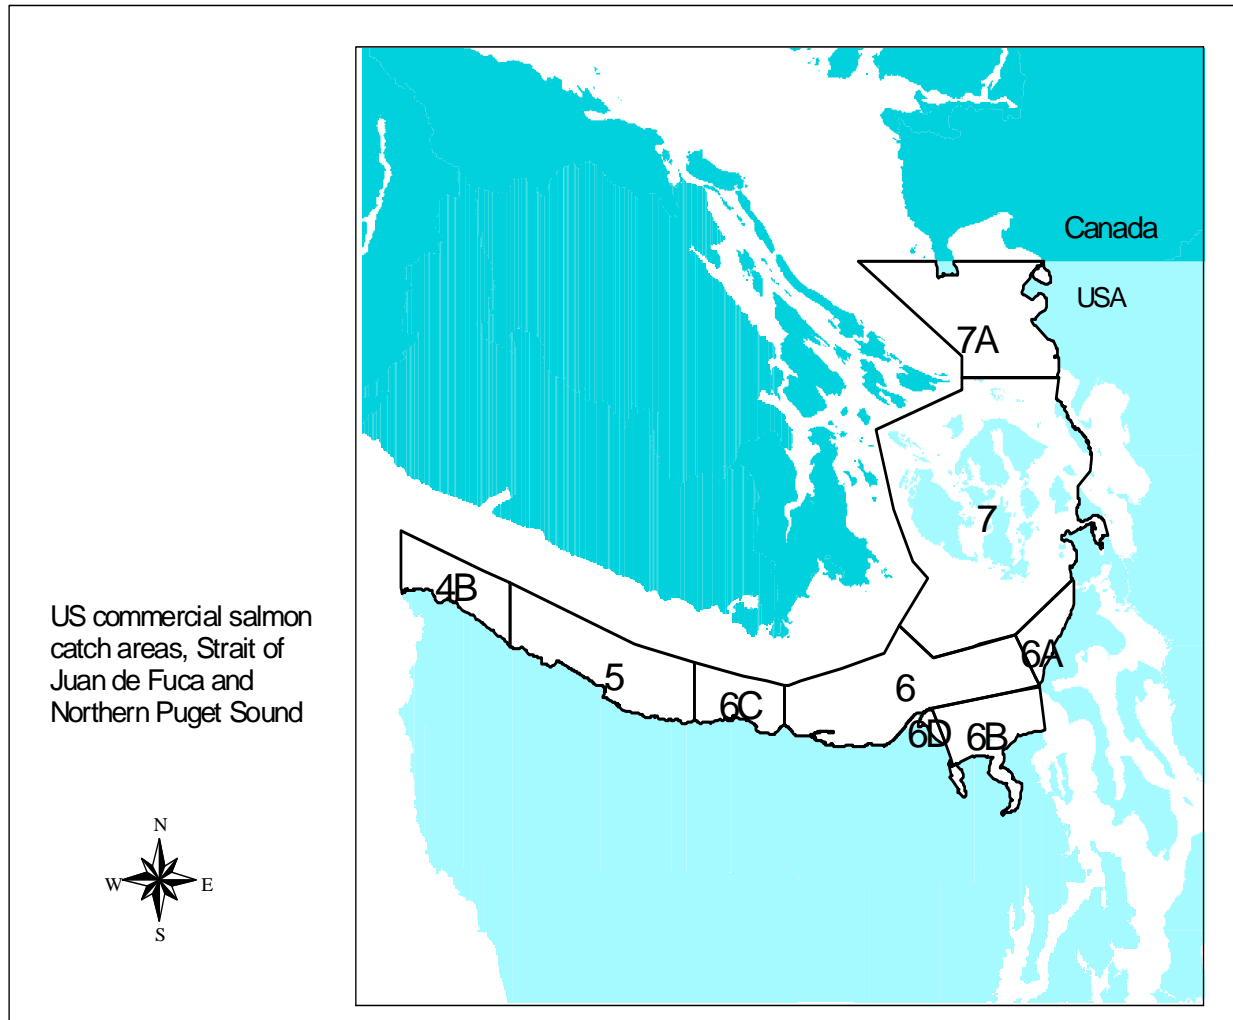 Canada
USA
7A
7
4B
5
6C
6
6A
6D
6B
US commercial salmon
catch areas, Strait of
Juan de Fuca and
Northern Puget Sound
N
W
E
S